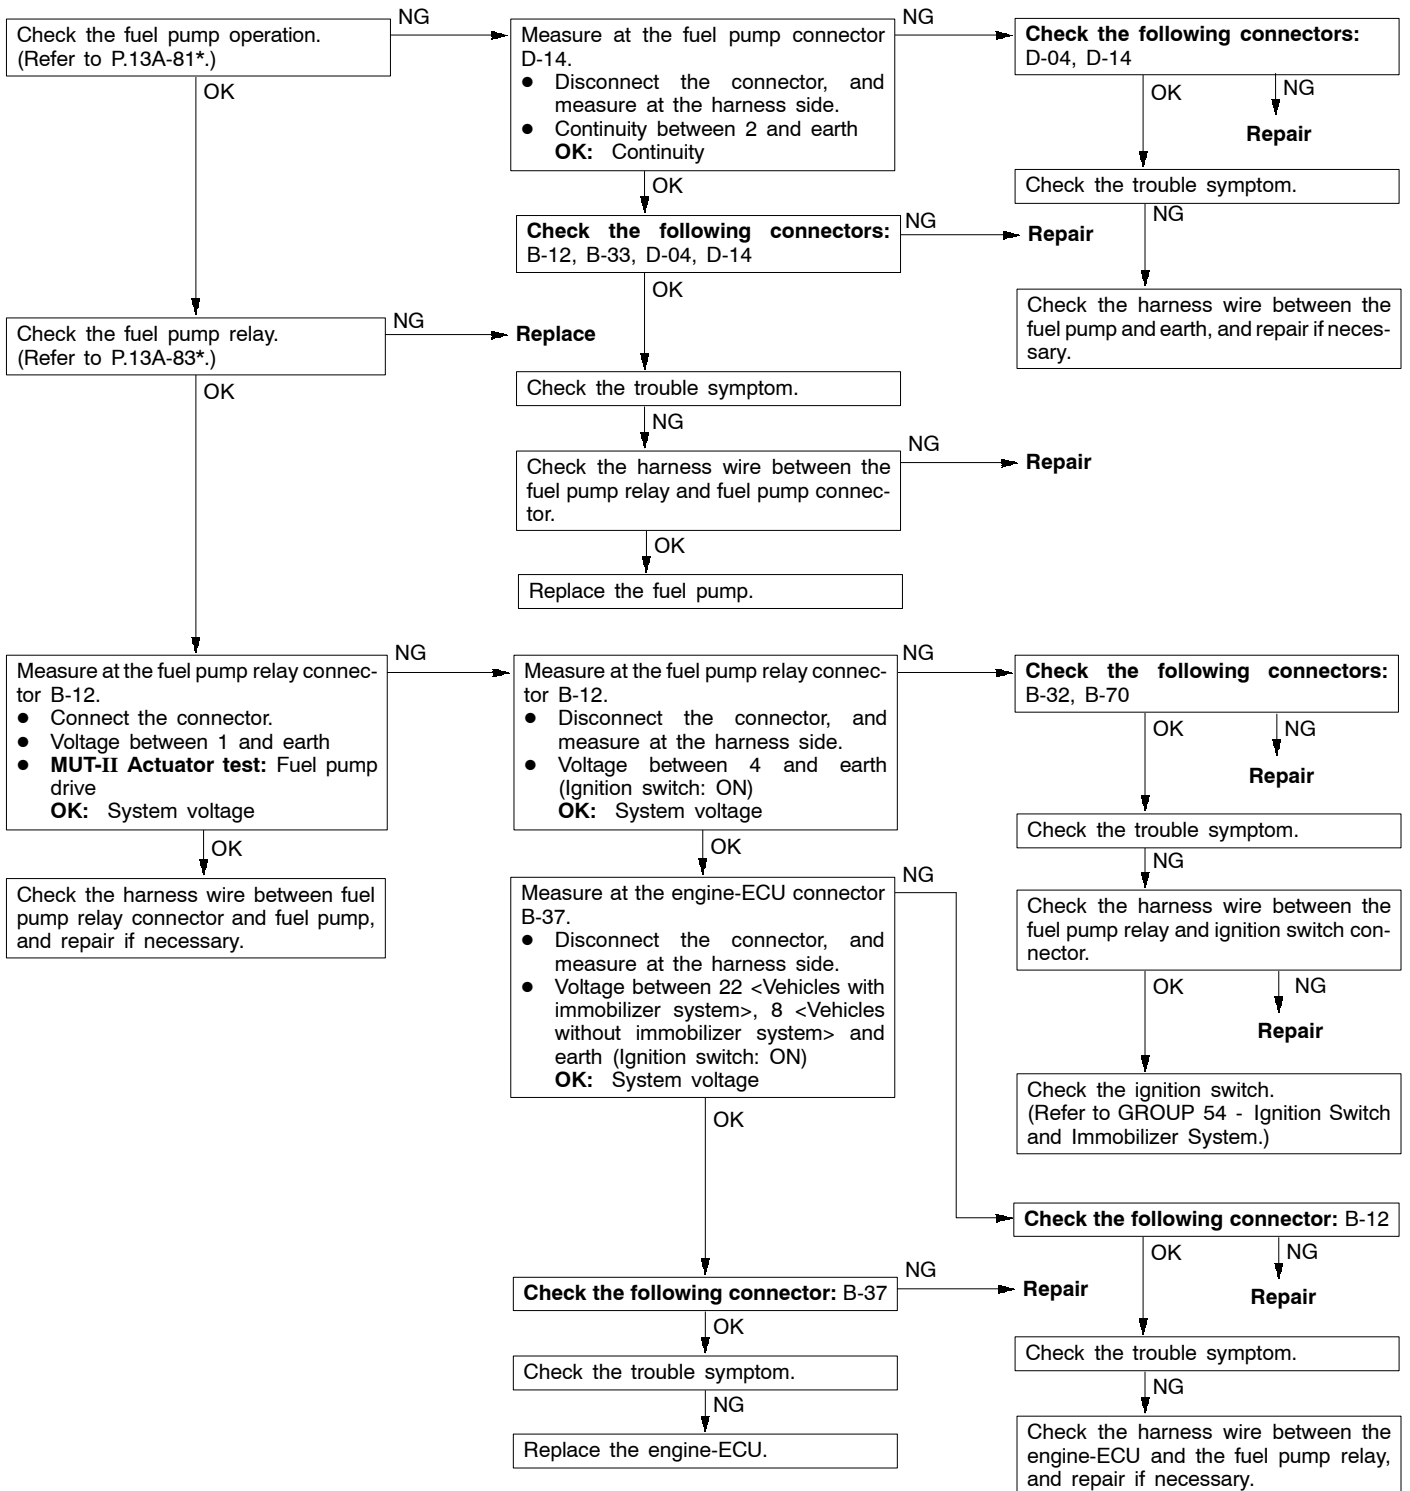 Check the fuel pump operation.
(Refer to P.13A-81*.)
NG
OK
Measure at the fuel pump connector
D-14.
● Disconnect the connector, and
measure at the harness side.
● Continuity between 2 and earth
OK: Continuity
NG
OK
Check the following connectors:
D-04, D-14
OK
NG
Repair
Check the trouble symptom.
NG
Check the harness wire between the
fuel pump and earth, and repair if neces-
sary.
Check the following connectors:
B-12, B-33, D-04, D-14
NG
Repair
OK
Check the fuel pump relay.
(Refer to P.13A-83*.)
NG
Replace
OK
Check the trouble symptom.
NG
Check the harness wire between the
fuel pump relay and fuel pump connec-
tor.
NG
Repair
OK
Replace the fuel pump.
Measure at the fuel pump relay connec-
tor B-12.
● Connect the connector.
● Voltage between 1 and earth
● MUT-II Actuator test: Fuel pump
drive
OK: System voltage
NG
OK
Check the harness wire between fuel
pump relay connector and fuel pump,
and repair if necessary.
Measure at the fuel pump relay connec-
tor B-12.
● Disconnect the connector, and
measure at the harness side.
● Voltage between 4 and earth
(Ignition switch: ON)
OK: System voltage
NG
OK
Check the following connectors:
B-32, B-70
OK
NG
Repair
Check the trouble symptom.
NG
Check the harness wire between the
fuel pump relay and ignition switch con-
nector.
OK
NG
Repair
Check the ignition switch.
(Refer to GROUP 54 - Ignition Switch
and Immobilizer System.)
Measure at the engine-ECU connector
B-37.
● Disconnect the connector, and
measure at the harness side.
● Voltage between 22 <Vehicles with
immobilizer system>, 8 <Vehicles
without immobilizer system> and
earth (Ignition switch: ON)
OK: System voltage
NG
OK
Check the following connector: B-12
OK
NG
Repair
Check the trouble symptom.
NG
Check the harness wire between the
engine-ECU and the fuel pump relay,
and repair if necessary.
Check the following connector: B-37
NG
Repair
OK
Check the trouble symptom.
NG
Replace the engine-ECU.